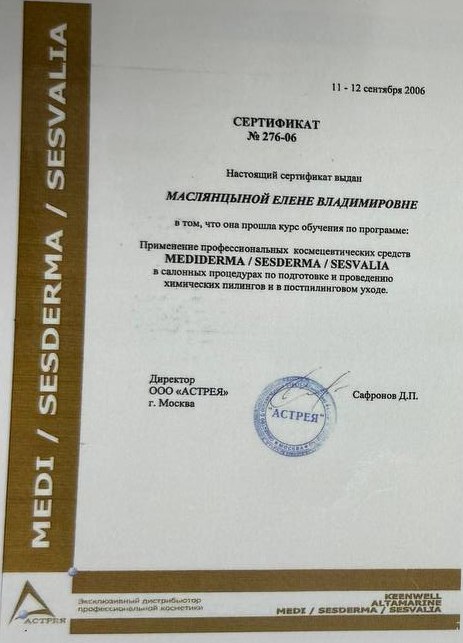 MEDI / SESDERMA / SESVALIA
11 - 12 сентября 2006
СЕРТИФИКАТ
№ 276-06
Настоящий сертификат выдан
МАСЛЯНЦЫНОЙ ЕЛЕНЕ ВЛАДИМИРОВНЕ
в том, что она прошла курс обучения по программе:
Применение профессиональных космецевтических средств
MEDIDERMA / SESDERMA / SESVALIA
в салонных процедурах по подготовке и проведению
химических пилингов и в постпилинговом уходе.
Директор
ООО «АСТРЕЯ»
г. Москва
"АСТРЕЯ"
МОСКВА
Сафронов Д.П.
АСТРЕЯ
Эксклюзивный дистрибьютор
профессиональной косметики
KEENWELL
ALTAMARINE
MEDI / SESDERMA / SESVALIA